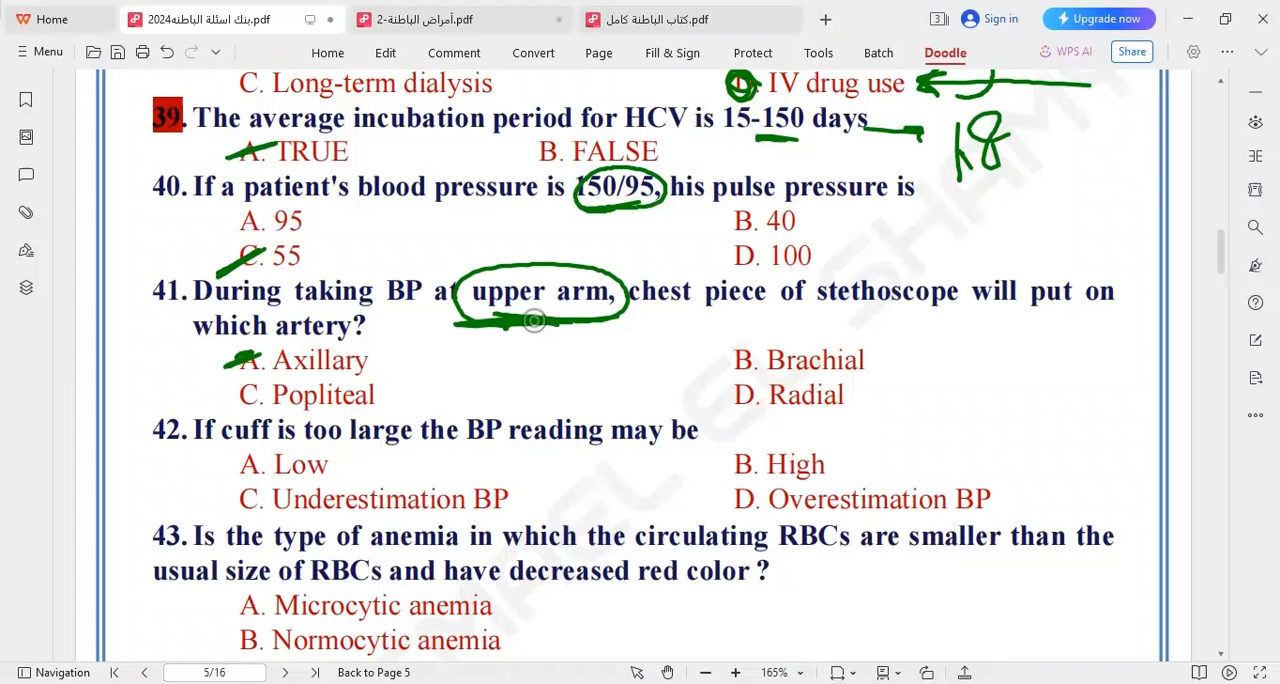 Home
بنك اسئلة الباطنه2024.pdf
أمراض الباطنة-2.pdf
كتاب الباطنة كامل.pdf
Sign in
Upgrade now
Menu
Home Edit Comment Convert Page Fill & Sign Protect Tools Batch Doodle WPS AI Share
C. Long-term dialysis
IV drug use
39. The average incubation period for HCV is 15-150 days
A. TRUE
B. FALSE
40. If a patient's blood pressure is 150/95, his pulse pressure is
A. 95
B. 40
C. 55
D. 100
41. During taking BP at upper arm, chest piece of stethoscope will put on
which artery?
A. Axillary
B. Brachial
C. Popliteal
D. Radial
42. If cuff is too large the BP reading may be
A. Low
B. High
C. Underestimation BP
D. Overestimation BP
43. Is the type of anemia in which the circulating RBCs are smaller than the
usual size of RBCs and have decreased red color ?
A. Microcytic anemia
B. Normocytic anemia
Navigation
5/16
Back to Page 5
165%